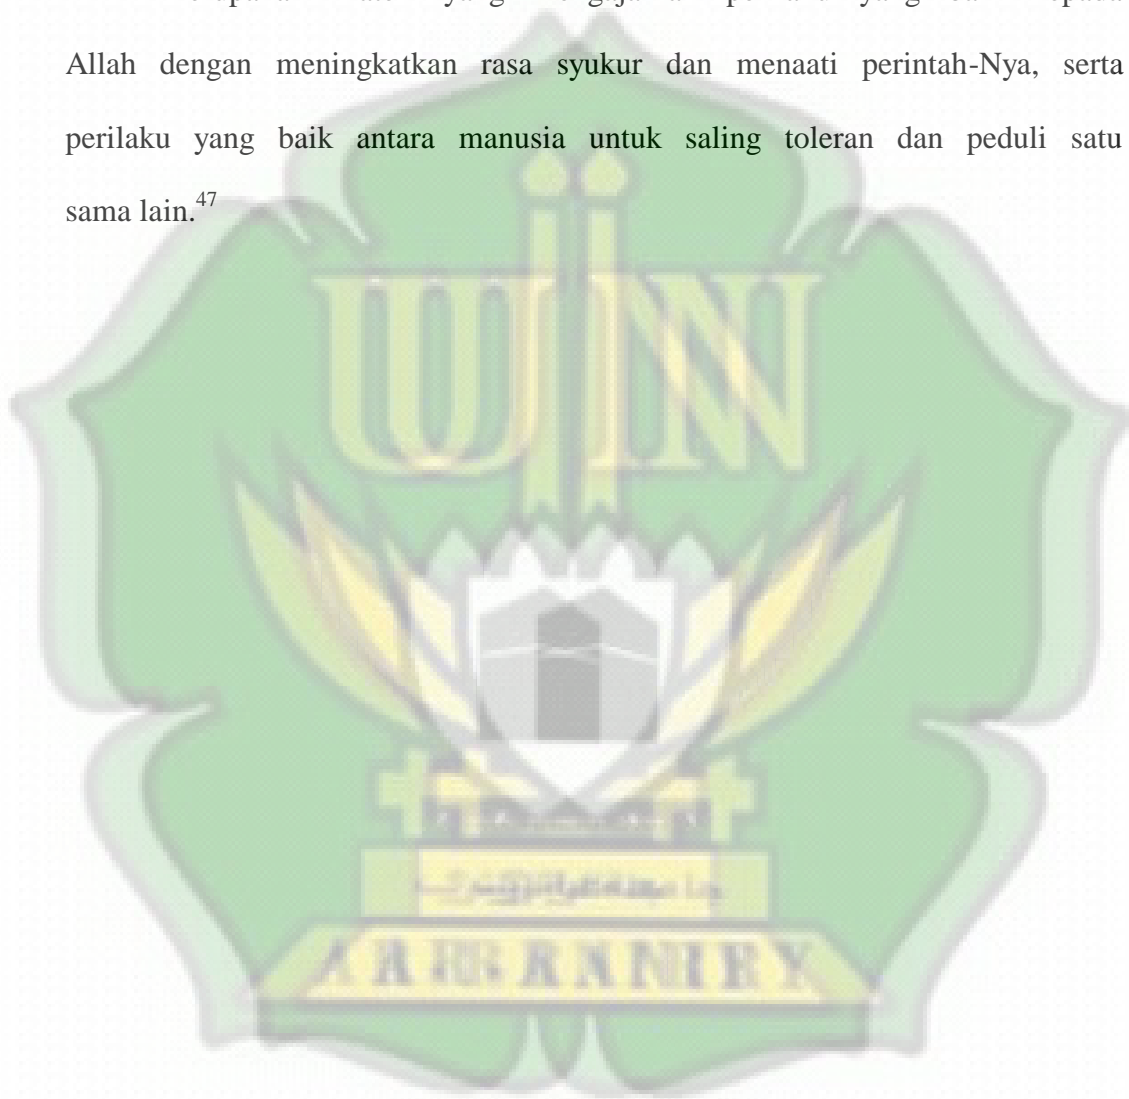 Allah dengan meningkatkan rasa syukur dan menaati perintah-Nya, serta
perilaku yang baik antara manusia untuk saling toleran dan peduli satu
sama lain.47
UIN
AR-RANIRY